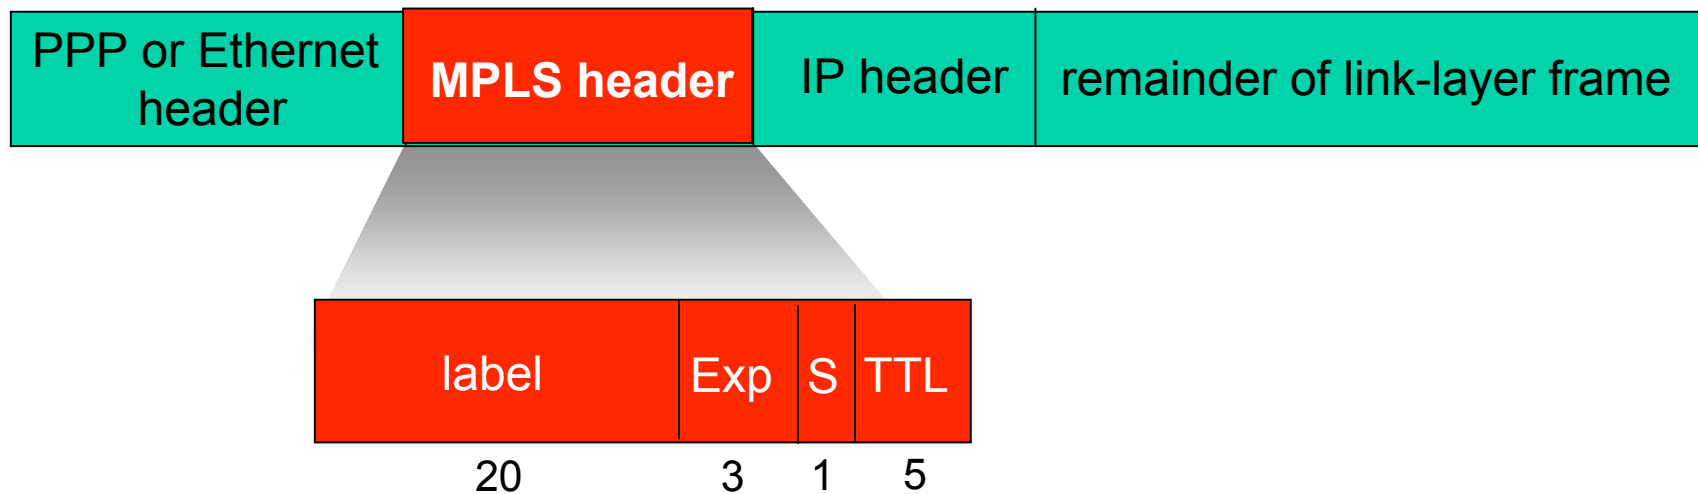 PPP or Ethernet
header
MPLS header
IP header
remainder of link-layer frame
label
Exp
S
TTL
20
3
1
5